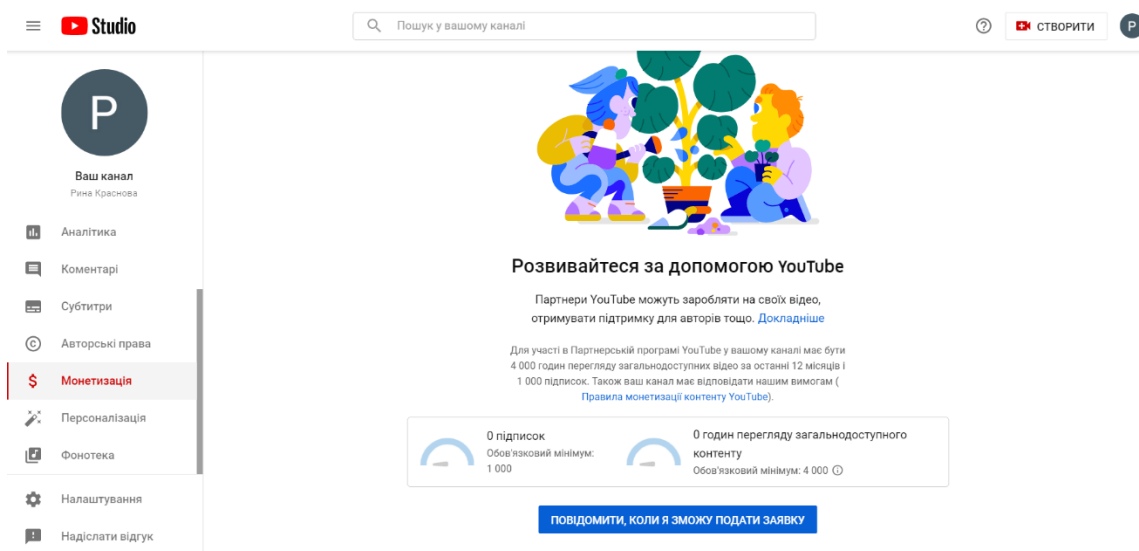 Studio
Пошук у вашому каналі
СТВОРИТИ
P
P
Ваш канал
Рина Краснова
Аналітика
Коментарі
Субтитри
Авторські права
Монетизація
Персоналізація
Фонотека
Налаштування
Надіслати відгук
Розвивайтеся за допомогою YouTube
Партнери YouTube можуть заробляти на своїх відео,
отримувати підтримку для авторів тощо. Докладніше
Для участі в Партнерській програмі YouTube у вашому каналі має бути
4 000 годин перегляду загальнодоступних відео за останні 12 місяців і
1 000 підписок. Також ваш канал має відповідати нашим вимогам (
Правила монетизації контенту YouTube).
0 підписок
Обов'язковий мінімум:
1 000
0 годин перегляду загальнодоступного
контенту
Обов'язковий мінімум: 4 000
ПОВІДОМИТИ, КОЛИ Я ЗМОЖУ ПОДАТИ ЗАЯВКУ